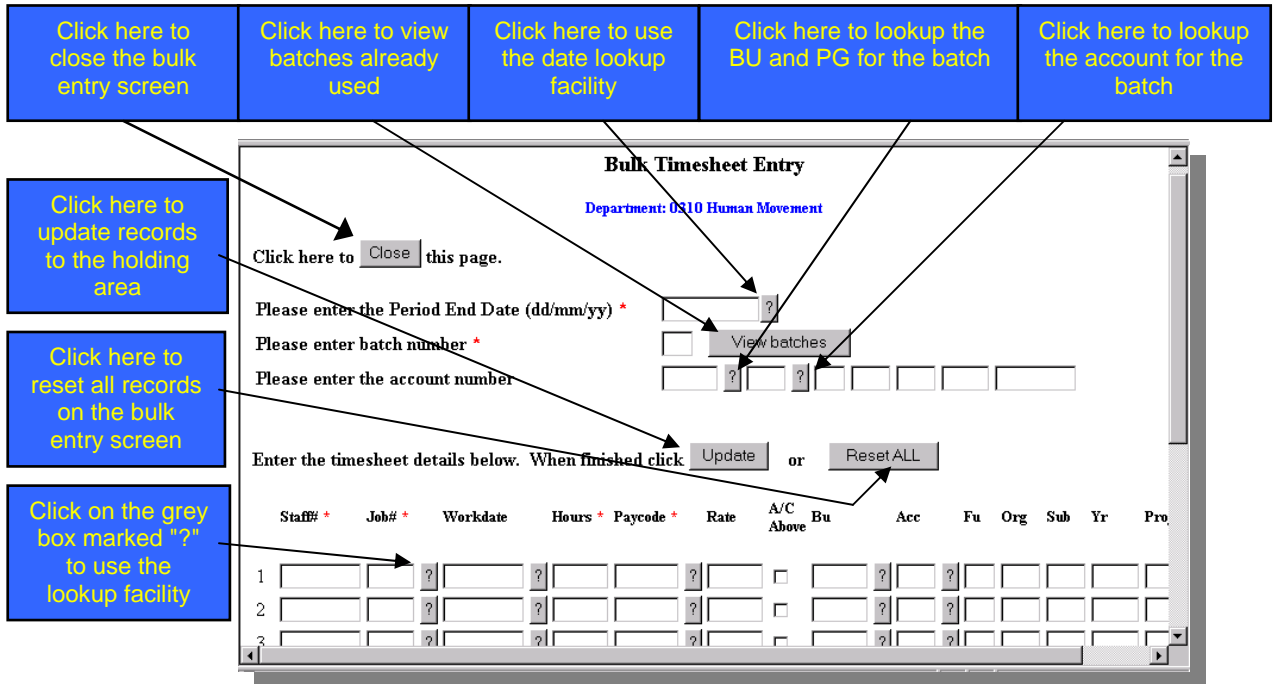 Click here to
close the bulk
entry screen
Click here to view
batches already
used
Click here to use
the date lookup
facility
Click here to lookup the
BU and PG for the batch
Click here to lookup
the account for the
batch
Click here to
update records
to the holding
area
Click here to
reset all records
on the bulk
entry screen
Click on the grey
box marked "?"
to use the
lookup facility
Bulk Timesheet Entry
Department: 0310 Human Movement
Click here to Close this page.
Please enter the Period End Date (dd/mm/yy) * ?
Please enter batch number * View batches
Please enter the account number ? ?
Enter the timesheet details below. When finished click Update or Reset ALL
Staff# * Job# * Workdate Hours * Paycode * Rate A/C Above Bu Acc Fu Org Sub Yr Proj
1 ? ? ? ? ?
2 ? ? ? ? ?
3 ? ? ? ? ?